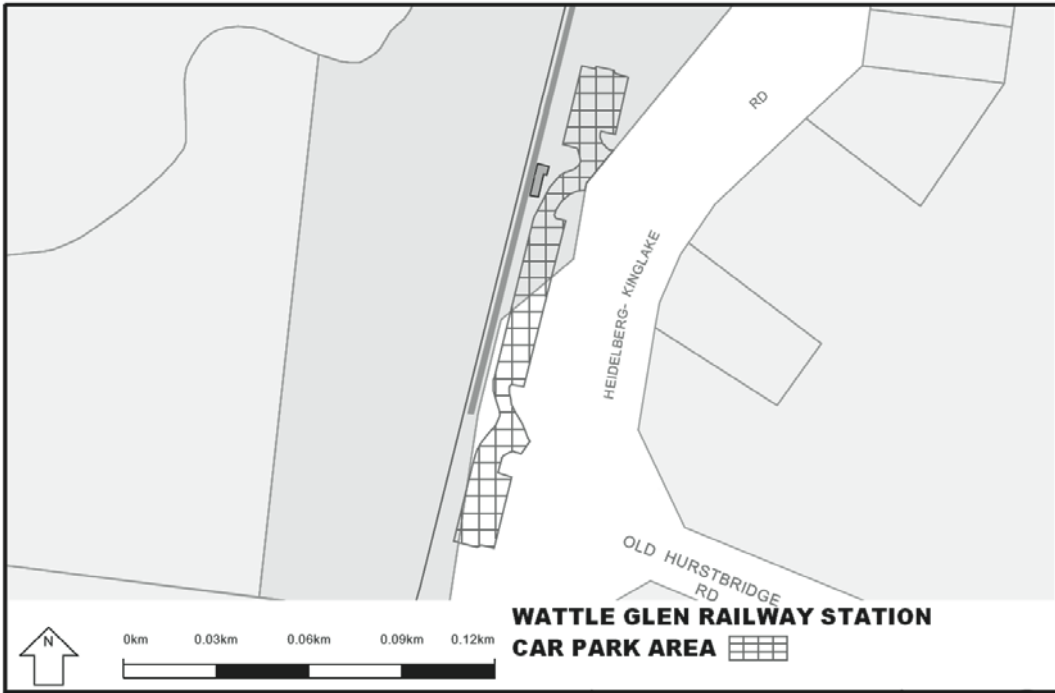 RD
HEIDELBERG- KINGLAKE
OLD HURSTBRIDGE
RD
N
0km 0.03km 0.06km 0.09km 0.12km
WATTLE GLEN RAILWAY STATION
CAR PARK AREA